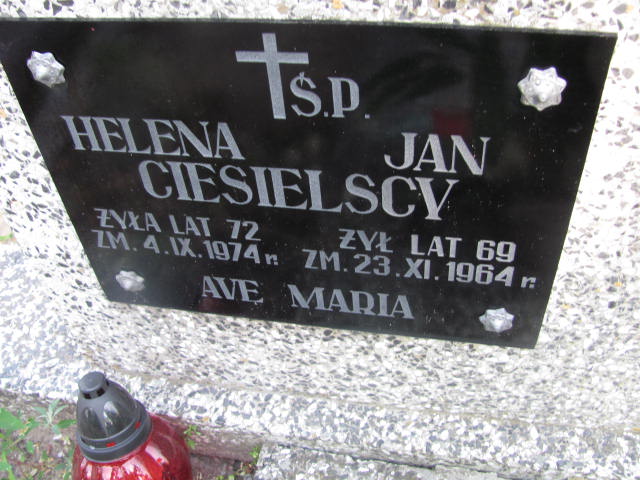 Ś.P.
HELENA JAN
CIESIELSCY
ŻYŁA LAT 72 ŻYŁ LAT 69
ZM. 4.IX.1974 r. ZM. 23.XI.1964 r.
AVE MARIA